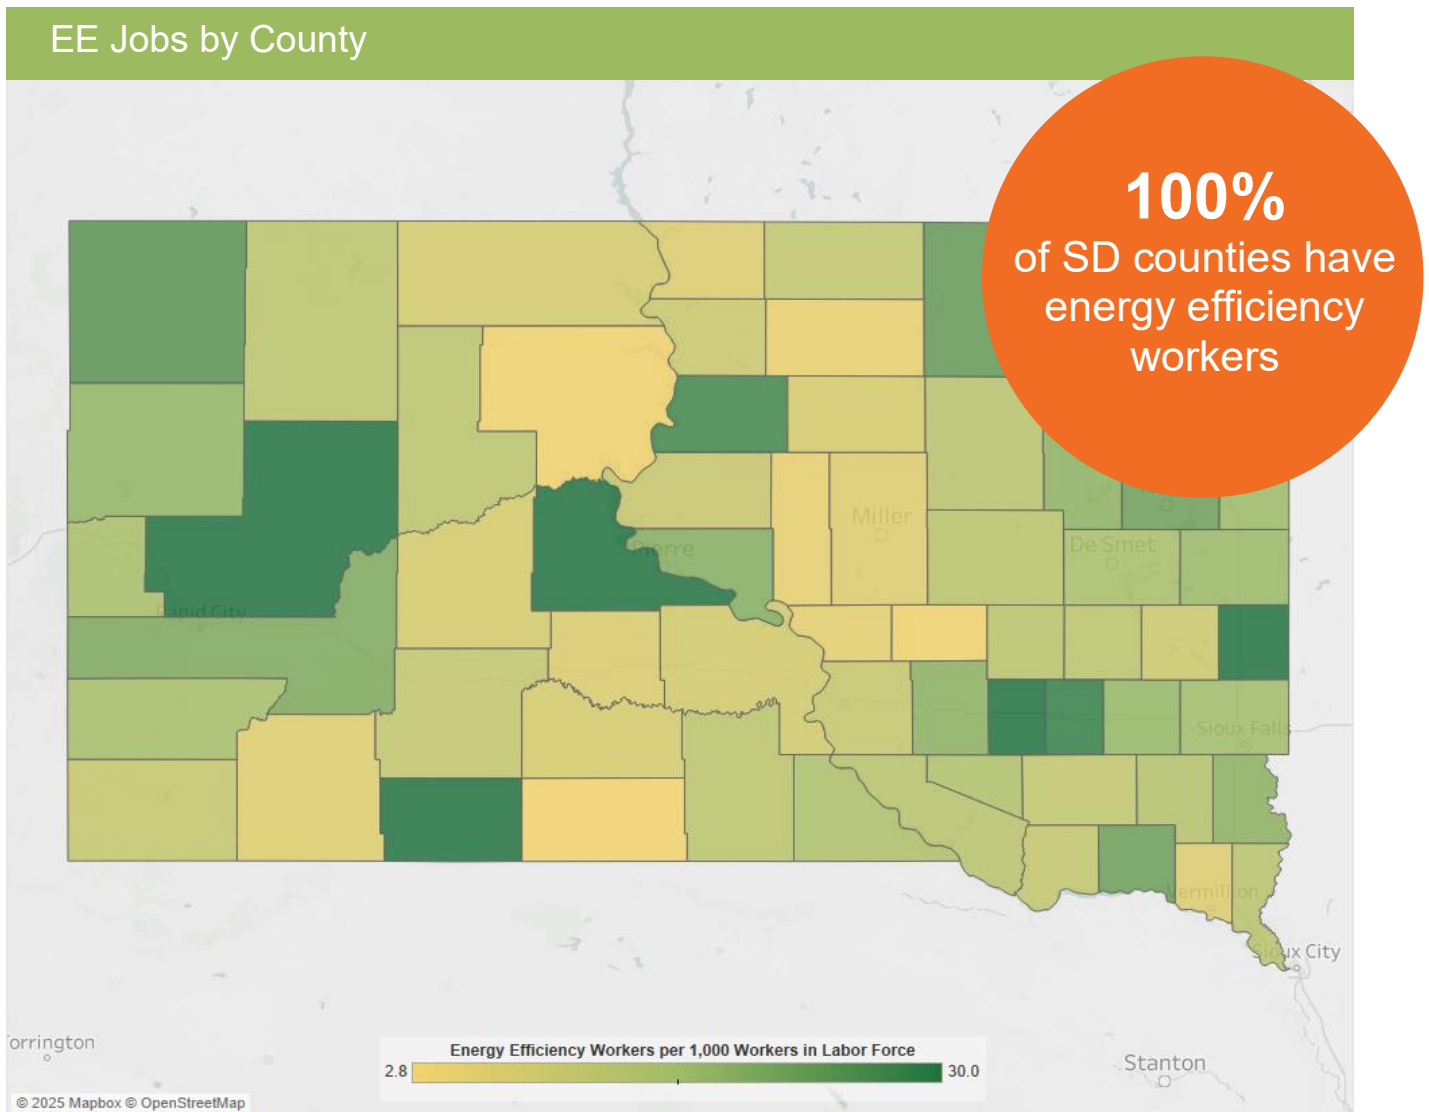 EE Jobs by County
100%
of SD counties have
energy efficiency
workers
Miller
Pierre
De Smet
Rapid City
Sioux Falls
Vermillion
Sioux City
orrington
Stanton
Energy Efficiency Workers per 1,000 Workers in Labor Force
2.8
30.0
© 2025 Mapbox © OpenStreetMap